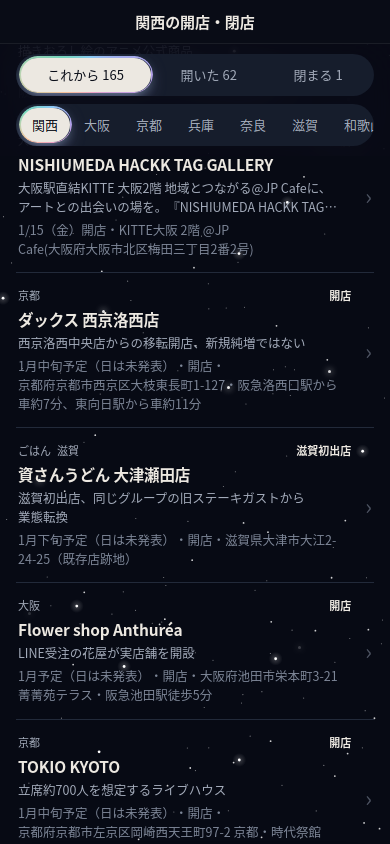 関西の開店・閉店
これから 165
開いた 62
閉まる 1
関西
大阪
京都
兵庫
奈良
滋賀
和歌
NISHIUMEDA HACKK TAG GALLERY
大阪駅直結KITTE 大阪2階 地域とつながる@JP Cafeに、
アートとの出会いの場を。『NISHIUMEDA HACKK TAG…
1/15（金）開店・KITTE大阪 2階 @JP
Cafe(大阪府大阪市北区梅田三丁目2番2号)
京都
開店
ダックス 西京洛西店
西京洛西中央店からの移転開店、新規純増ではない
1月中旬予定（日は未発表）・開店・
京都府京都市西京区大枝東長町1-127・阪急洛西口駅から
車約7分、東向日駅から車約11分
ごはん 滋賀
滋賀初出店
資さんうどん 大津瀬田店
滋賀初出店、同じグループの旧ステーキガストから
業態転換
1月下旬予定（日は未発表）・開店・滋賀県大津市大江2-
24-25（既存店跡地）
大阪
開店
Flower shop Anthuréa
LINE受注の花屋が実店舗を開設
1月予定（日は未発表）・開店・大阪府池田市栄本町3-21
菁菁苑テラス・阪急池田駅徒歩5分
京都
開店
TOKIO KYOTO
立席約700人を想定するライブハウス
1月中旬予定（日は未発表）・開店・
京都府京都市左京区岡崎西天王町97-2 京都・時代祭館